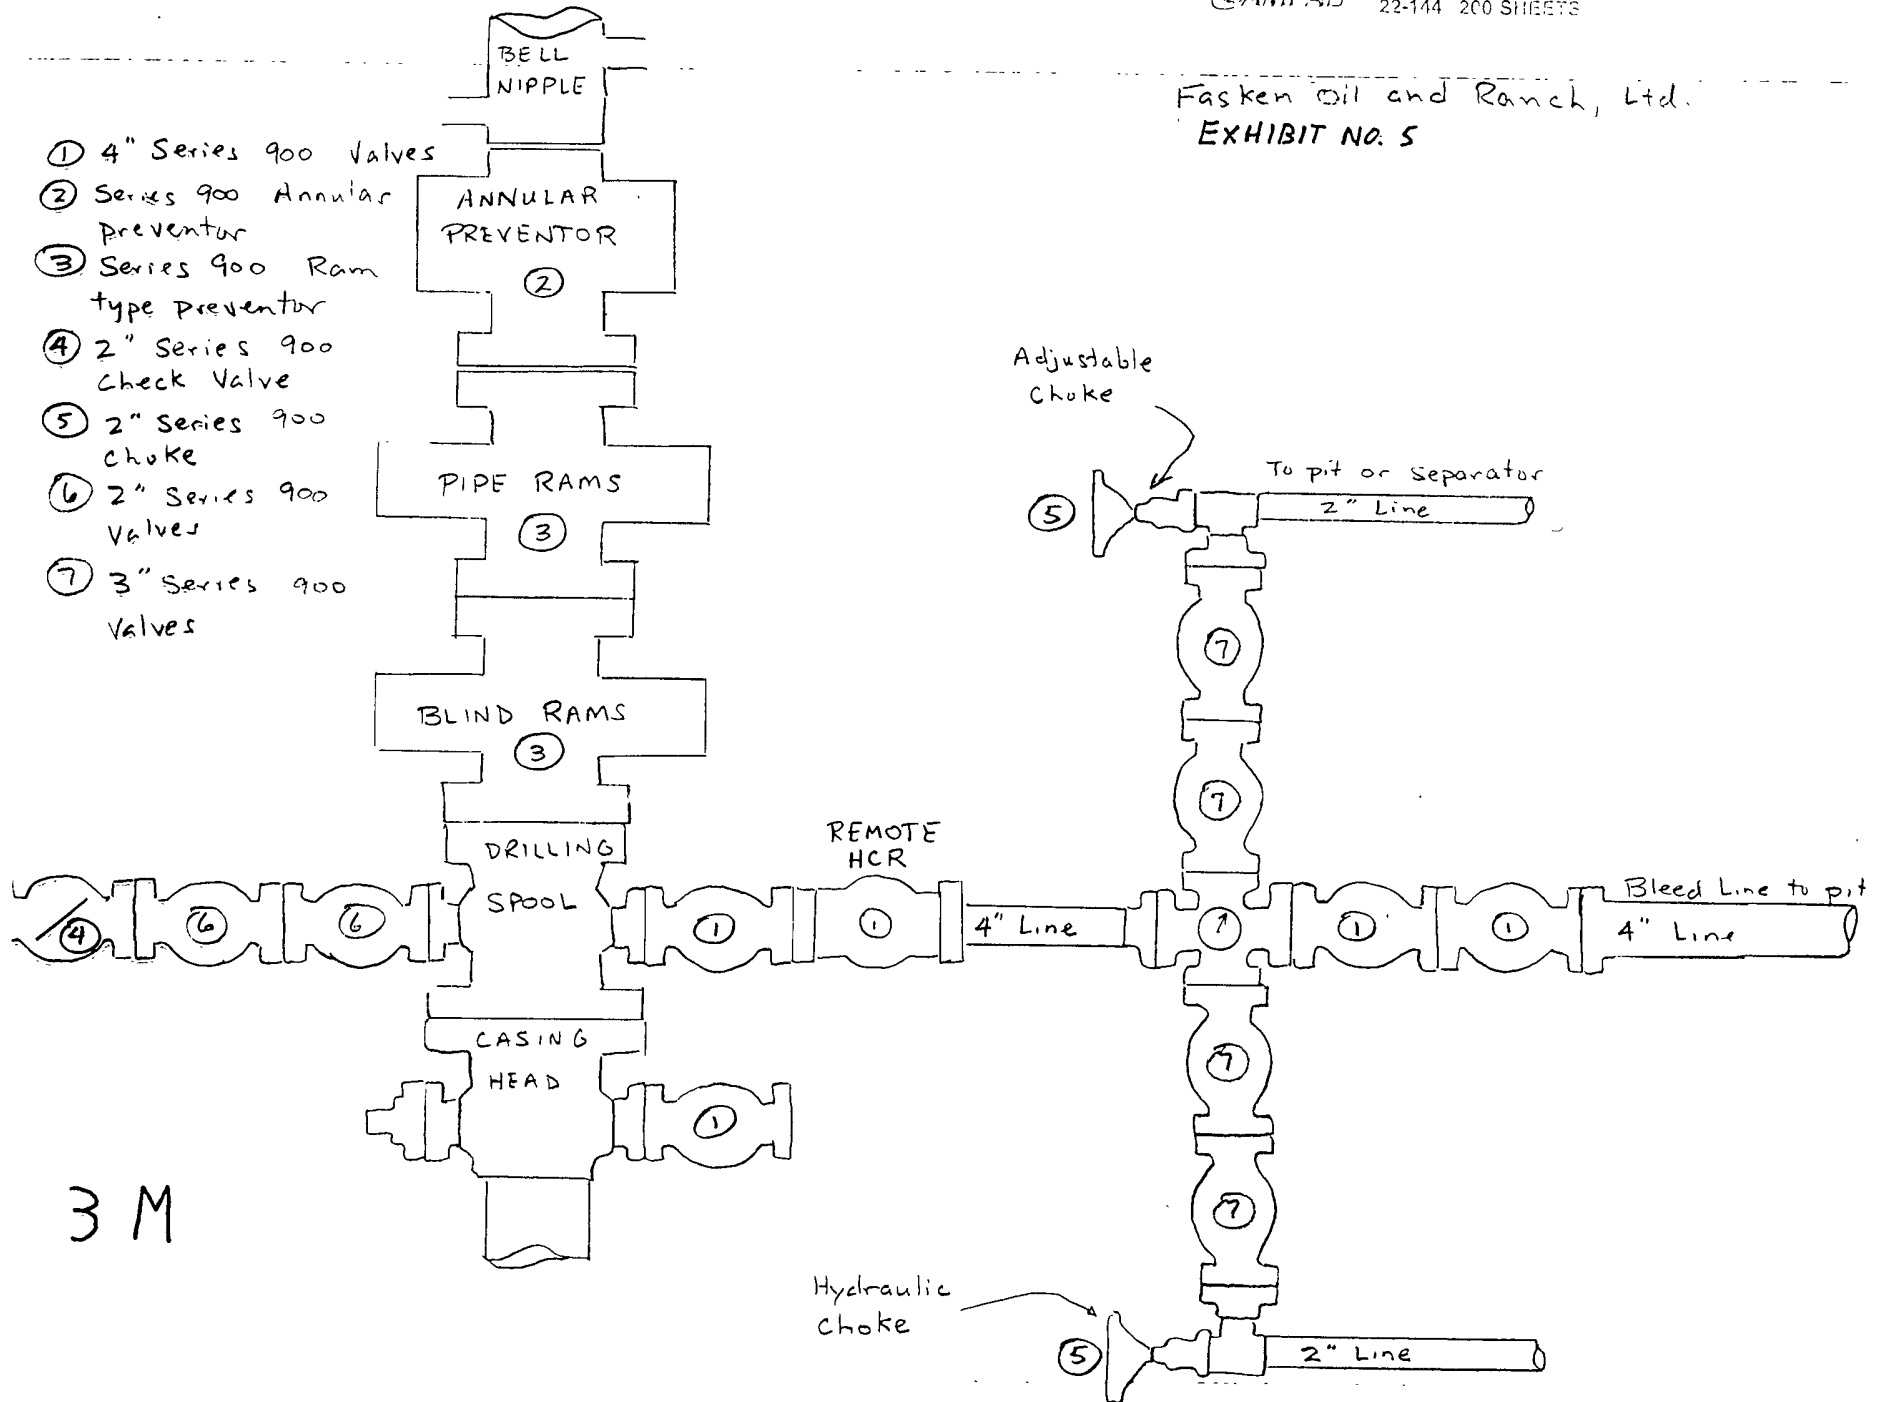 22-144 200 SHEETS
Fasken Oil and Ranch, Ltd.
EXHIBIT NO. 5
BELL
NIPPLE
① 4" Series 900 Valves
② Series 900 Annular
preventor
③ Series 900 Ram
type preventor
④ 2" Series 900
Check Valve
⑤ 2" Series 900
choke
⑥ 2" Series 900
Valves
⑦ 3" Series 900
Valves
ANNULAR
PREVENTOR
②
PIPE RAMS
③
BLIND RAMS
③
DRILLING
SPOOL
④
⑥
⑥
①
REMOTE
HCR
①
4" Line
①
①
Bleed Line to pit
4" Line
CASING
HEAD
①
Adjustable
Choke
⑤
To pit or separator
2" Line
⑦
⑦
⑦
⑦
Hydraulic
Choke
⑤
2" Line
3 M